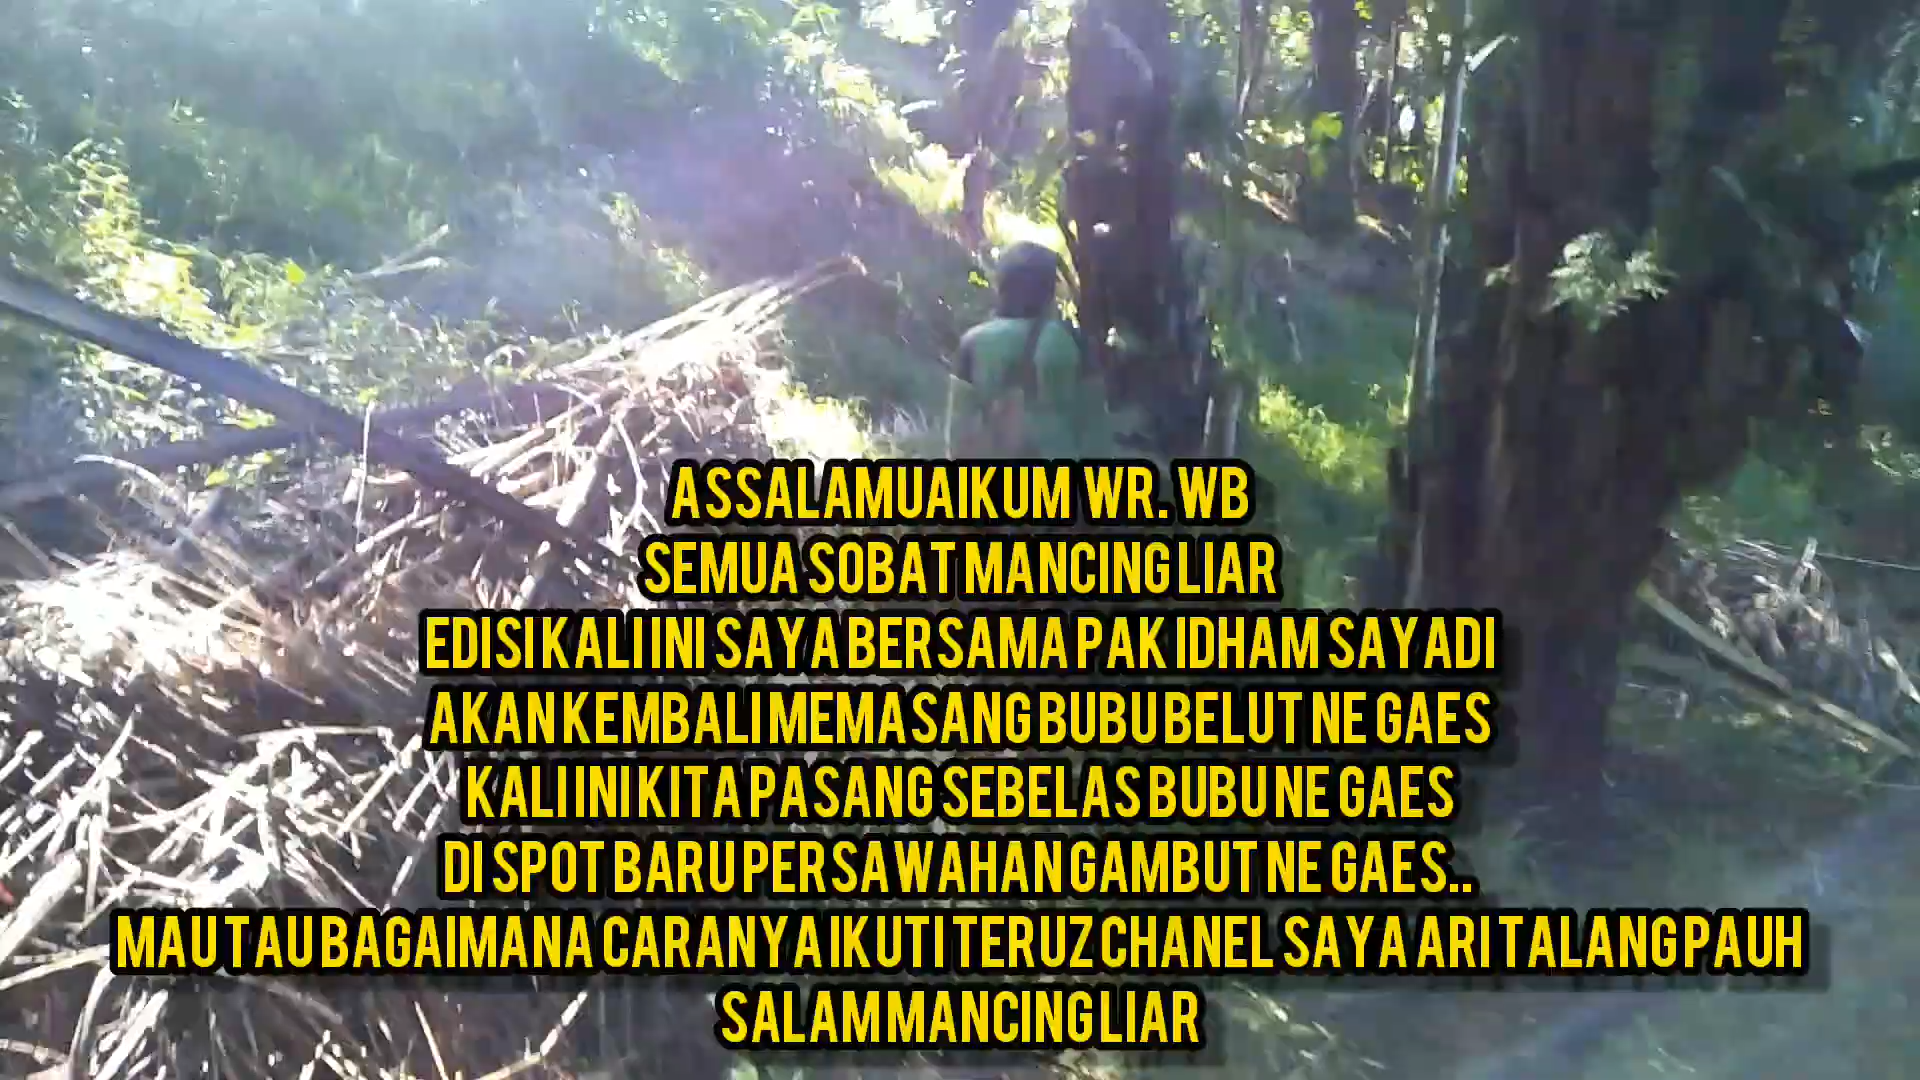 ASSALAMUAIKUM WR. WB
SEMUA SOBAT MANCING LIAR
EDISI KALI INI SAYA BERSAMA PAK IDHAM SAYADI
AKAN KEMBALI MEMASANG BUBU BELUT NE GAES
KALI INI KITA PASANG SEBELAS BUBU NE GAES
DI SPOT BARU PERSAWAHAN GAMBUT NE GAES..
MAU TAU BAGAIMANA CARANYA IKUTI TERUZ CHANEL SAYA ARI TALANG PAUH
SALAM MANCING LIAR